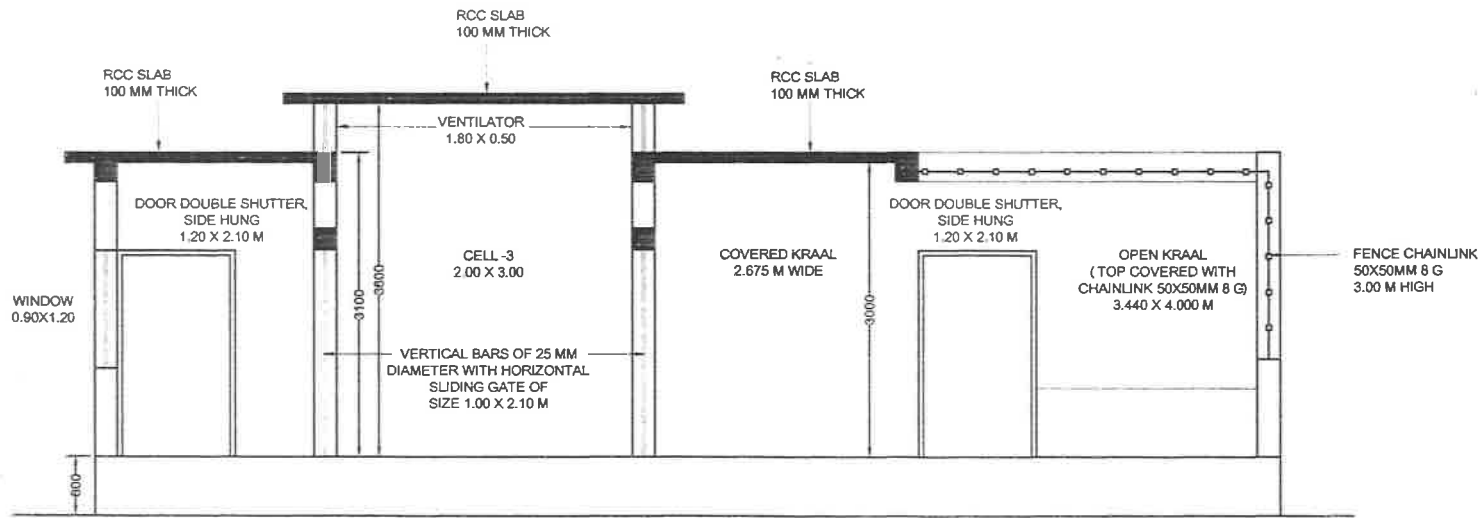 RCC SLAB
100 MM THICK
RCC SLAB
100 MM THICK
RCC SLAB
100 MM THICK
VENTILATOR
1.80 X 0.50
DOOR DOUBLE SHUTTER,
SIDE HUNG
1.20 X 2.10 M
CELL -3
2.00 X 3.00
COVERED KRAAL
2.675 M WIDE
DOOR DOUBLE SHUTTER,
SIDE HUNG
1.20 X 2.10 M
OPEN KRAAL
( TOP COVERED WITH
CHAINLINK 50X50MM 8 G)
3.440 X 4.000 M
FENCE CHAINLINK
50X50MM 8 G
3.00 M HIGH
WINDOW
0.90X1.20
3100
3600
3000
VERTICAL BARS OF 25 MM
DIAMETER WITH HORIZONTAL
SLIDING GATE OF
SIZE 1.00 X 2.10 M
600